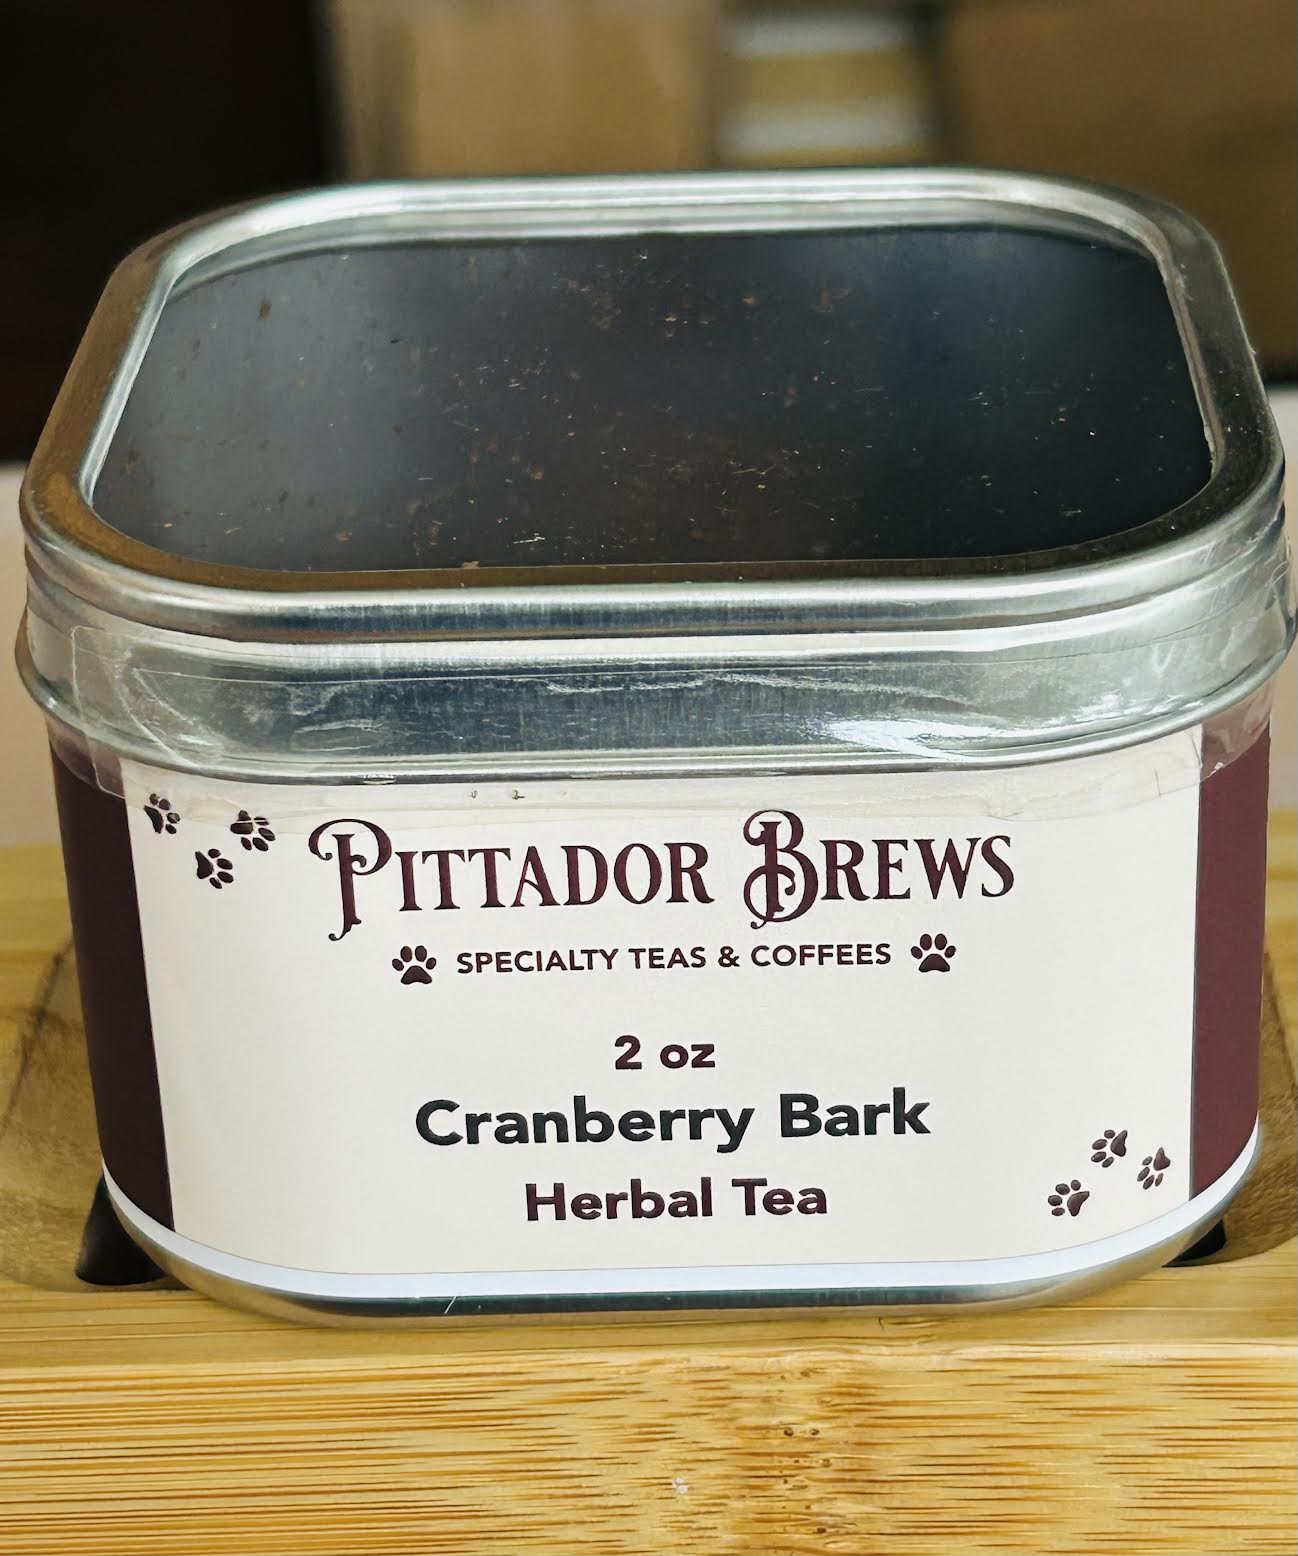 Pittador Brews
SPECIALTY TEAS & COFFEES
2 oz
Cranberry Bark
Herbal Tea